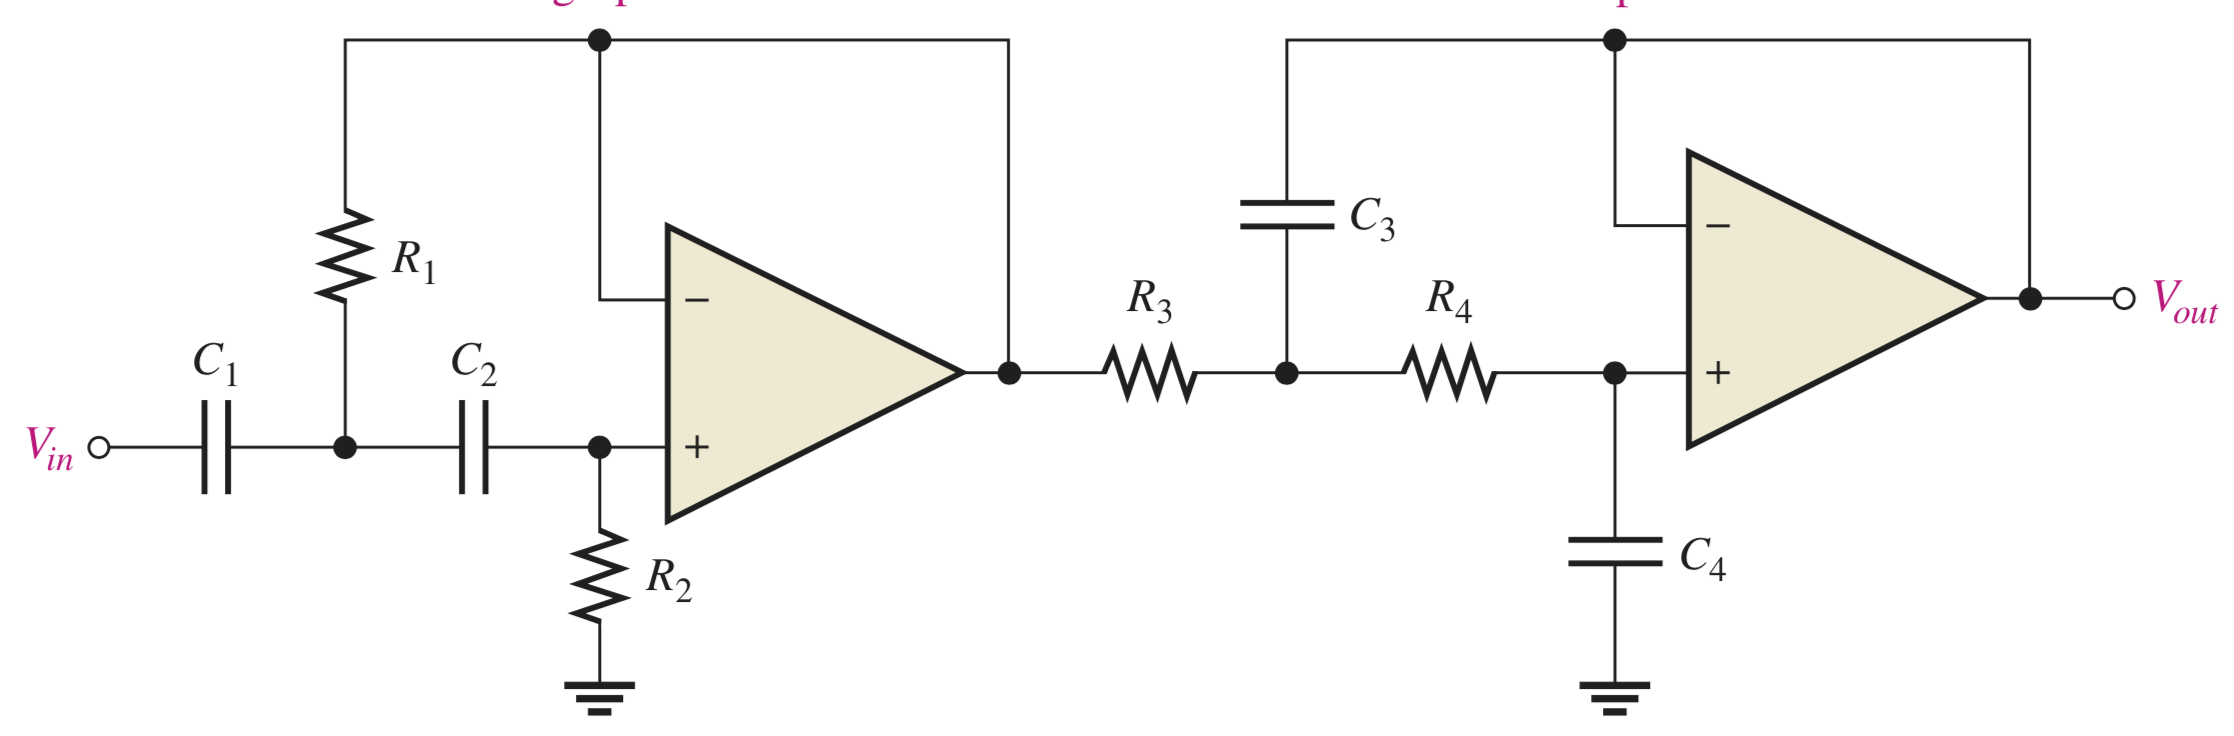 C3
R3
R4
Vout
R1
C1
C2
Vin
R2
C4
−
+
−
+